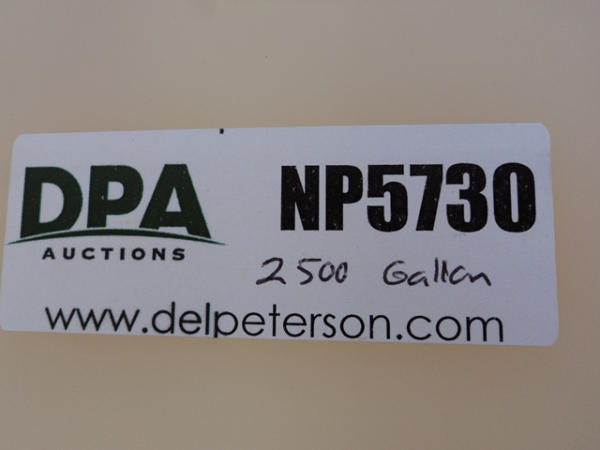 DPA
AUCTIONS
NP5730
2500 Gallon
www.delpeterson.com